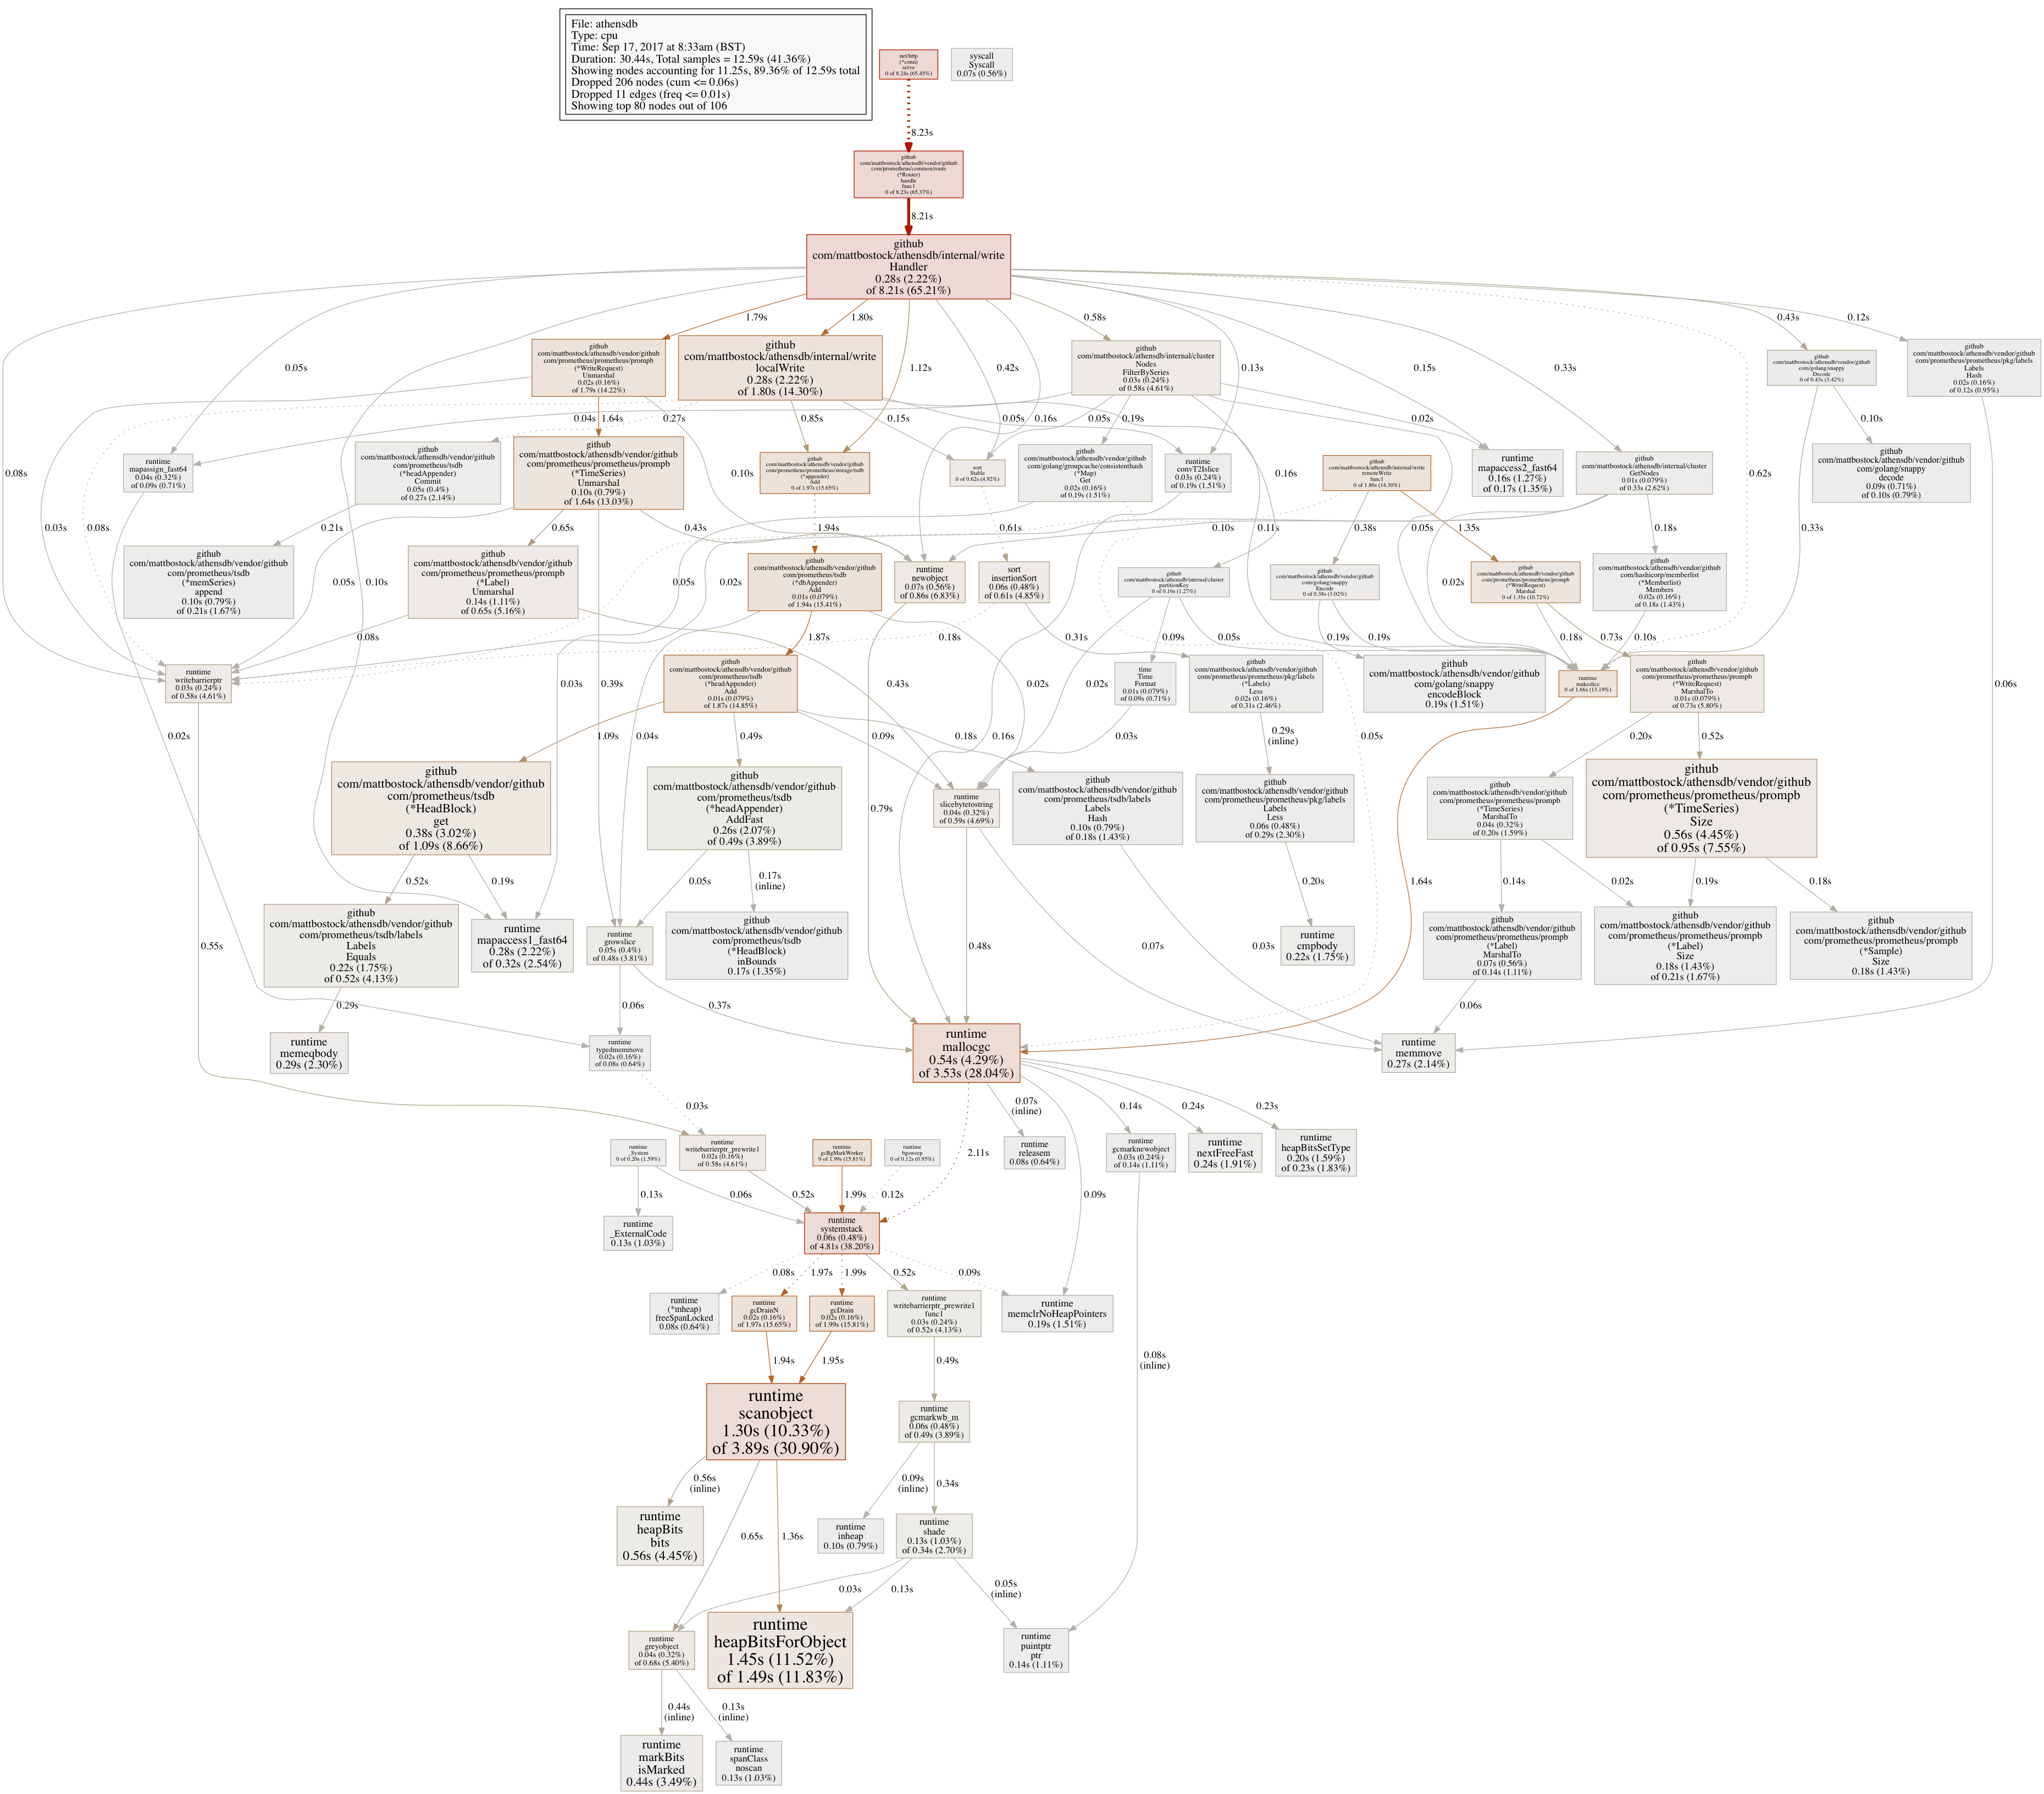 File: athensdb
Type: cpu
Time: Sep 17, 2017 at 8:33am (BST)
Duration: 30.44s, Total samples = 12.59s (41.36%)
Showing nodes accounting for 11.25s, 89.36% of 12.59s total
Dropped 206 nodes (cum <= 0.06s)
Dropped 11 edges (freq <= 0.01s)
Showing top 80 nodes out of 106
net/http
(*conn)
serve
0 of 8.24s (65.45%)
syscall
Syscall
0.07s (0.56%)
8.23s
github
com/mattbostock/athensdb/vendor/github
com/prometheus/common/route
(*Router)
handle
func1
0 of 8.23s (65.37%)
8.21s
github
com/mattbostock/athensdb/internal/write
Handler
0.28s (2.22%)
of 8.21s (65.21%)
1.79s
1.80s
0.58s
0.43s
0.12s
0.05s
1.12s
0.42s
0.13s
0.15s
0.33s
0.62s
github
com/mattbostock/athensdb/vendor/github
com/prometheus/prometheus/prompb
(*WriteRequest)
Unmarshal
0.02s (0.16%)
of 1.79s (14.22%)
github
com/mattbostock/athensdb/internal/write
localWrite
0.28s (2.22%)
of 1.80s (14.30%)
github
com/mattbostock/athensdb/internal/cluster
Nodes
FilterBySeries
0.03s (0.24%)
of 0.58s (4.61%)
github
com/mattbostock/athensdb/vendor/github
com/golang/snappy
Decode
0 of 0.43s (3.42%)
github
com/mattbostock/athensdb/vendor/github
com/prometheus/prometheus/pkg/labels
Labels
Hash
0.02s (0.16%)
of 0.12s (0.95%)
0.04s
1.64s
0.27s
0.85s
0.15s
0.05s
0.16s
0.05s
0.19s
0.02s
0.10s
runtime
mapassign_fast64
0.04s (0.32%)
of 0.09s (0.71%)
github
com/mattbostock/athensdb/vendor/github
com/prometheus/tsdb
(*headAppender)
Commit
0.05s (0.4%)
of 0.27s (2.14%)
github
com/mattbostock/athensdb/vendor/github
com/prometheus/prometheus/prompb
(*TimeSeries)
Unmarshal
0.10s (0.79%)
of 1.64s (13.03%)
github
com/mattbostock/athensdb/vendor/github
com/prometheus/prometheus/storage/tsdb
(*appender)
Add
0 of 1.97s (15.65%)
sort
Stable
0 of 0.62s (4.92%)
github
com/mattbostock/athensdb/vendor/github
com/golang/groupcache/consistenthash
(*Map)
Get
0.02s (0.16%)
of 0.19s (1.51%)
runtime
convT2Islice
0.03s (0.24%)
of 0.19s (1.51%)
github
com/mattbostock/athensdb/internal/write
remoteWrite
func1
0 of 1.80s (14.30%)
runtime
mapaccess2_fast64
0.16s (1.27%)
of 0.17s (1.35%)
github
com/mattbostock/athensdb/internal/cluster
GetNodes
0.01s (0.079%)
of 0.33s (2.62%)
github
com/mattbostock/athensdb/vendor/github
com/golang/snappy
decode
0.09s (0.71%)
of 0.10s (0.79%)
0.08s
0.10s
0.16s
0.03s
0.08s
0.21s
0.65s
0.43s
1.94s
0.61s
0.10s
0.11s
0.38s
0.05s
1.35s
0.18s
0.33s
github
com/mattbostock/athensdb/vendor/github
com/prometheus/tsdb
(*memSeries)
append
0.10s (0.79%)
of 0.21s (1.67%)
github
com/mattbostock/athensdb/vendor/github
com/prometheus/prometheus/prompb
(*Label)
Unmarshal
0.14s (1.11%)
of 0.65s (5.16%)
github
com/mattbostock/athensdb/vendor/github
com/prometheus/tsdb
(*dbAppender)
Add
0.01s (0.079%)
of 1.94s (15.41%)
runtime
newobject
0.07s (0.56%)
of 0.86s (6.83%)
sort
insertionSort
0.06s (0.48%)
of 0.61s (4.85%)
github
com/mattbostock/athensdb/internal/cluster
partitionKey
0 of 0.16s (1.27%)
github
com/mattbostock/athensdb/vendor/github
com/golang/snappy
Encode
0 of 0.38s (3.02%)
github
com/mattbostock/athensdb/vendor/github
com/prometheus/prometheus/prompb
(*WriteRequest)
Marshal
0 of 1.35s (10.72%)
github
com/mattbostock/athensdb/vendor/github
com/hashicorp/memberlist
(*Memberlist)
Members
0.02s (0.16%)
of 0.18s (1.43%)
0.05s
0.10s
0.05s
0.02s
0.02s
0.08s
1.87s
0.18s
0.31s
0.09s
0.05s
0.19s
0.19s
0.18s
0.73s
0.10s
runtime
writebarrierptr
0.03s (0.24%)
of 0.58s (4.61%)
github
com/mattbostock/athensdb/vendor/github
com/prometheus/tsdb
(*headAppender)
Add
0.01s (0.079%)
of 1.87s (14.85%)
time
Time
Format
0.01s (0.079%)
of 0.09s (0.71%)
github
com/mattbostock/athensdb/vendor/github
com/prometheus/prometheus/pkg/labels
(*Labels)
Less
0.02s (0.16%)
of 0.31s (2.46%)
github
com/mattbostock/athensdb/vendor/github
com/golang/snappy
encodeBlock
0.19s (1.51%)
runtime
makeslice
0 of 1.66s (13.19%)
github
com/mattbostock/athensdb/vendor/github
com/prometheus/prometheus/prompb
(*WriteRequest)
MarshalTo
0.01s (0.079%)
of 0.73s (5.80%)
0.03s
0.39s
0.43s
0.02s
0.02s
0.06s
0.02s
1.09s
0.04s
0.49s
0.09s
0.18s
0.16s
0.03s
0.29s
(inline)
0.05s
0.20s
0.52s
github
com/mattbostock/athensdb/vendor/github
com/prometheus/tsdb
(*HeadBlock)
get
0.38s (3.02%)
of 1.09s (8.66%)
github
com/mattbostock/athensdb/vendor/github
com/prometheus/tsdb
(*headAppender)
AddFast
0.26s (2.07%)
of 0.49s (3.89%)
0.79s
runtime
slicebytetostring
0.04s (0.32%)
of 0.59s (4.69%)
github
com/mattbostock/athensdb/vendor/github
com/prometheus/tsdb/labels
Labels
Hash
0.10s (0.79%)
of 0.18s (1.43%)
github
com/mattbostock/athensdb/vendor/github
com/prometheus/prometheus/pkg/labels
Labels
Less
0.06s (0.48%)
of 0.29s (2.30%)
github
com/mattbostock/athensdb/vendor/github
com/prometheus/prometheus/prompb
(*TimeSeries)
MarshalTo
0.04s (0.32%)
of 0.20s (1.59%)
github
com/mattbostock/athensdb/vendor/github
com/prometheus/prometheus/prompb
(*TimeSeries)
Size
0.56s (4.45%)
of 0.95s (7.55%)
0.52s
0.19s
0.05s
0.17s
(inline)
0.20s
1.64s
0.14s
0.02s
0.19s
0.18s
0.55s
github
com/mattbostock/athensdb/vendor/github
com/prometheus/tsdb/labels
Labels
Equals
0.22s (1.75%)
of 0.52s (4.13%)
runtime
mapaccess1_fast64
0.28s (2.22%)
of 0.32s (2.54%)
runtime
growslice
0.05s (0.4%)
of 0.48s (3.81%)
github
com/mattbostock/athensdb/vendor/github
com/prometheus/tsdb
(*HeadBlock)
inBounds
0.17s (1.35%)
0.48s
0.07s
0.03s
runtime
cmpbody
0.22s (1.75%)
github
com/mattbostock/athensdb/vendor/github
com/prometheus/prometheus/prompb
(*Label)
MarshalTo
0.07s (0.56%)
of 0.14s (1.11%)
github
com/mattbostock/athensdb/vendor/github
com/prometheus/prometheus/prompb
(*Label)
Size
0.18s (1.43%)
of 0.21s (1.67%)
github
com/mattbostock/athensdb/vendor/github
com/prometheus/prometheus/prompb
(*Sample)
Size
0.18s (1.43%)
0.29s
0.06s
0.37s
0.06s
runtime
memeqbody
0.29s (2.30%)
runtime
typedmemmove
0.02s (0.16%)
of 0.08s (0.64%)
runtime
mallocgc
0.54s (4.29%)
of 3.53s (28.04%)
runtime
memmove
0.27s (2.14%)
0.03s
0.07s
(inline)
0.14s
0.24s
0.23s
runtime
_System
0 of 0.20s (1.59%)
runtime
writebarrierptr_prewrite1
0.02s (0.16%)
of 0.58s (4.61%)
runtime
gcBgMarkWorker
0 of 1.99s (15.81%)
runtime
bgsweep
0 of 0.12s (0.95%)
2.11s
runtime
releasem
0.08s (0.64%)
runtime
gcmarknewobject
0.03s (0.24%)
of 0.14s (1.11%)
runtime
nextFreeFast
0.24s (1.91%)
runtime
heapBitsSetType
0.20s (1.59%)
of 0.23s (1.83%)
0.13s
0.06s
0.52s
1.99s
0.12s
0.09s
runtime
_ExternalCode
0.13s (1.03%)
runtime
systemstack
0.06s (0.48%)
of 4.81s (38.20%)
0.08s
1.97s
1.99s
0.52s
0.09s
runtime
(*mheap)
freeSpanLocked
0.08s (0.64%)
runtime
gcDrainN
0.02s (0.16%)
of 1.97s (15.65%)
runtime
gcDrain
0.02s (0.16%)
of 1.99s (15.81%)
runtime
writebarrierptr_prewrite1
func1
0.03s (0.24%)
of 0.52s (4.13%)
runtime
memclrNoHeapPointers
0.19s (1.51%)
1.94s
1.95s
0.49s
0.08s
(inline)
runtime
scanobject
1.30s (10.33%)
of 3.89s (30.90%)
runtime
gcmarkwb_m
0.06s (0.48%)
of 0.49s (3.89%)
0.56s
(inline)
0.65s
1.36s
0.09s
(inline)
0.34s
runtime
heapBits
bits
0.56s (4.45%)
runtime
inheap
0.10s (0.79%)
runtime
shade
0.13s (1.03%)
of 0.34s (2.70%)
0.03s
0.13s
0.05s
(inline)
runtime
greyobject
0.04s (0.32%)
of 0.68s (5.40%)
runtime
heapBitsForObject
1.45s (11.52%)
of 1.49s (11.83%)
runtime
puintptr
ptr
0.14s (1.11%)
0.44s
(inline)
0.13s
(inline)
runtime
markBits
isMarked
0.44s (3.49%)
runtime
spanClass
noscan
0.13s (1.03%)